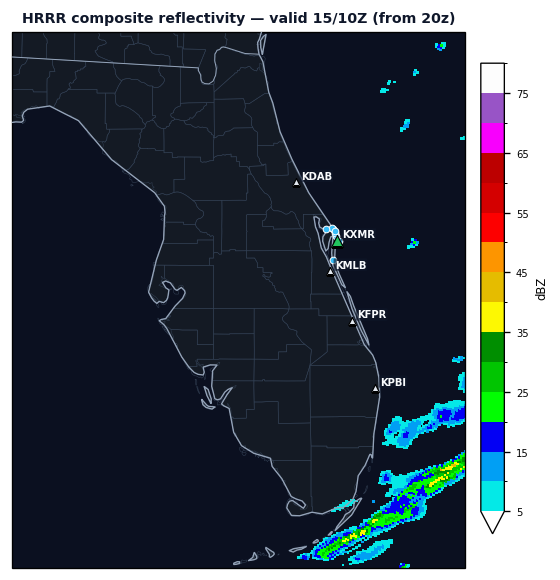 HRRR composite reflectivity — valid 15/10Z (from 20z)
KDAB
KXMR
KMLB
KFPR
KPBI
75
65
55
45
35
25
15
5
dBZ